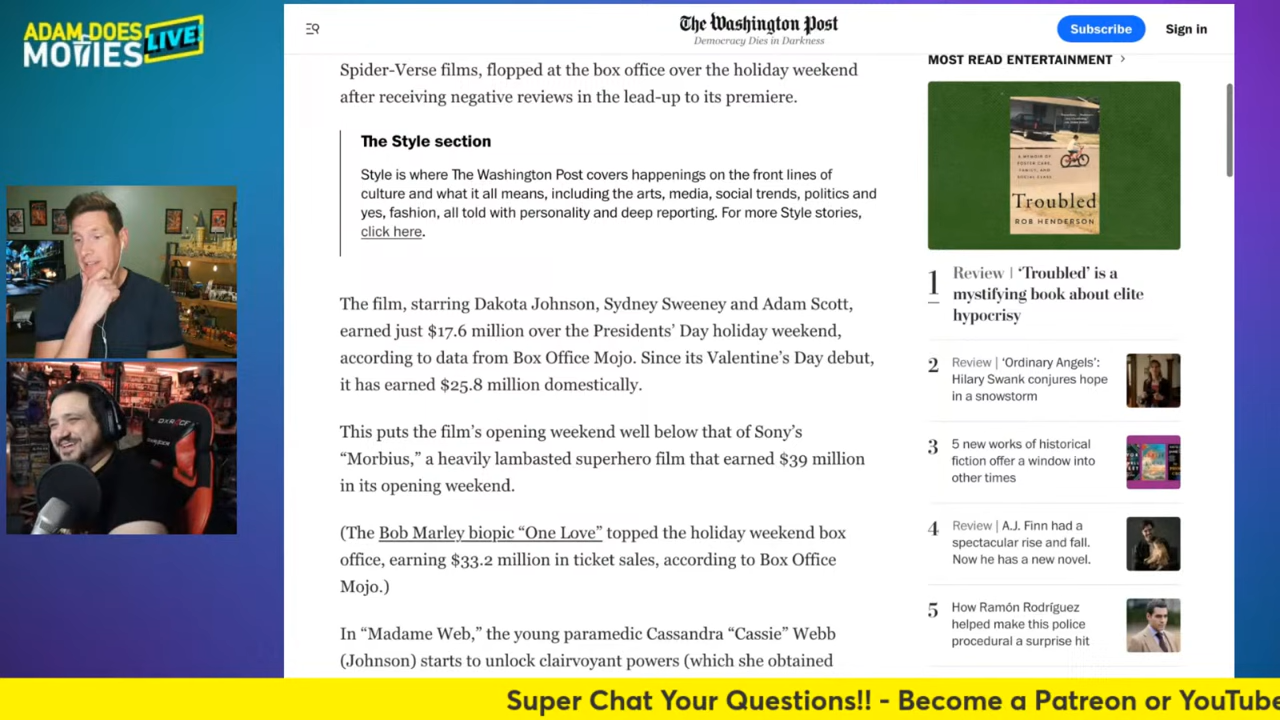 ADAM DOES
MOVIES
LIVE!
The Washington Post
Democracy Dies in Darkness
Subscribe
Sign in
Spider-Verse films, flopped at the box office over the holiday weekend
after receiving negative reviews in the lead-up to its premiere.
The Style section
Style is where The Washington Post covers happenings on the front lines of
culture and what it all means, including the arts, media, social trends, politics and
yes, fashion, all told with personality and deep reporting. For more Style stories,
click here.
The film, starring Dakota Johnson, Sydney Sweeney and Adam Scott,
earned just $17.6 million over the Presidents’ Day holiday weekend,
according to data from Box Office Mojo. Since its Valentine’s Day debut,
it has earned $25.8 million domestically.
This puts the film’s opening weekend well below that of Sony’s
“Morbius,” a heavily lambasted superhero film that earned $39 million
in its opening weekend.
(The Bob Marley biopic “One Love” topped the holiday weekend box
office, earning $33.2 million in ticket sales, according to Box Office
Mojo.)
In “Madame Web,” the young paramedic Cassandra “Cassie” Webb
(Johnson) starts to unlock clairvoyant powers (which she obtained
MOST READ ENTERTAINMENT
Troubled
ROB HENDERSON
1
Review | ‘Troubled’ is a
mystifying book about elite
hypocrisy
2
Review | ‘Ordinary Angels’:
Hilary Swank conjures hope
in a snowstorm
3
5 new works of historical
fiction offer a window into
other times
4
Review | A.J. Finn had a
spectacular rise and fall.
Now he has a new novel.
5
How Ramón Rodríguez
helped make this police
procedural a surprise hit
Super Chat Your Questions!! - Become a Patreon or YouTube